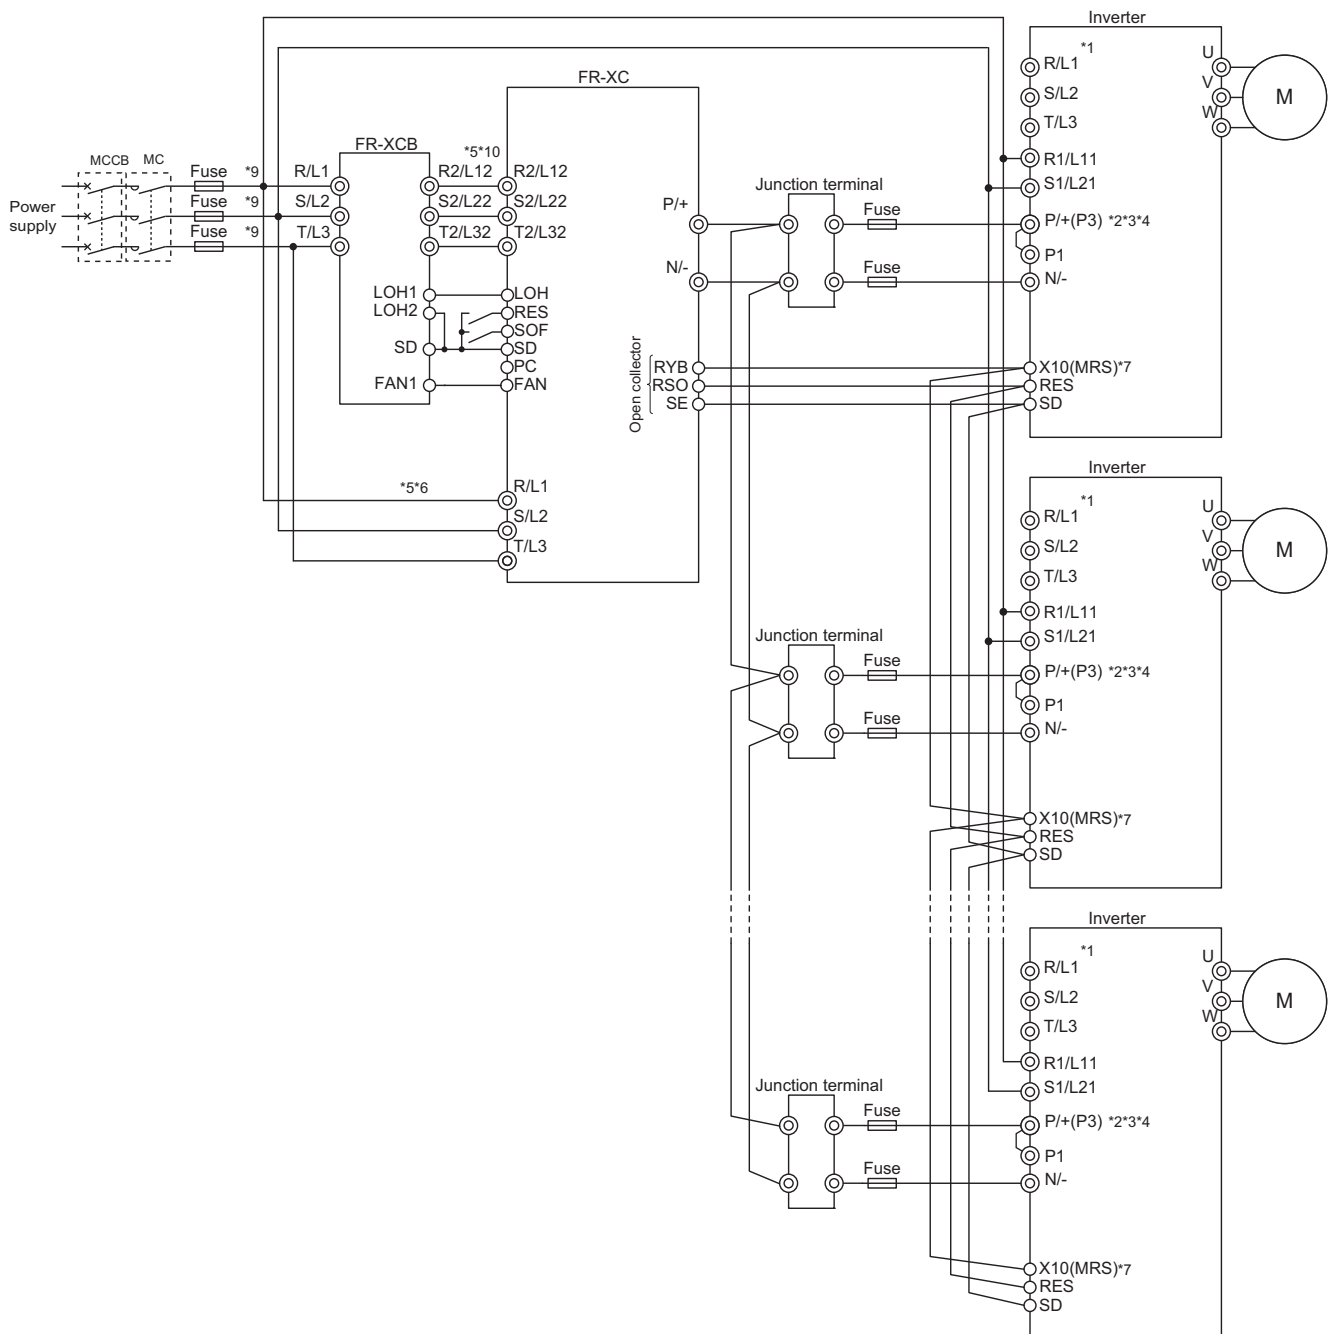 Inverter
R/L1 *1
S/L2
T/L3
R1/L11
S1/L21
P/+(P3) *2*3*4
P1
N/-
X10(MRS)*7
RES
SD
U
V
W
M
FR-XC
*5*10
R2/L12
S2/L22
T2/L32
LOH
RES
SOF
SD
PC
FAN
*5*6
R/L1
S/L2
T/L3
P/+
N/-
Open collector
RYB
RSO
SE
FR-XCB
R/L1
S/L2
T/L3
R2/L12
S2/L22
T2/L32
LOH1
LOH2
SD
FAN1
MCCB
MC
Fuse *9
Fuse *9
Fuse *9
Power
supply
Junction terminal
Fuse
Fuse
Inverter
R/L1 *1
S/L2
T/L3
R1/L11
S1/L21
P/+(P3) *2*3*4
P1
N/-
X10(MRS)*7
RES
SD
U
V
W
M
Junction terminal
Fuse
Fuse
Inverter
R/L1 *1
S/L2
T/L3
R1/L11
S1/L21
P/+(P3) *2*3*4
P1
N/-
X10(MRS)*7
RES
SD
U
V
W
M
Junction terminal
Fuse
Fuse